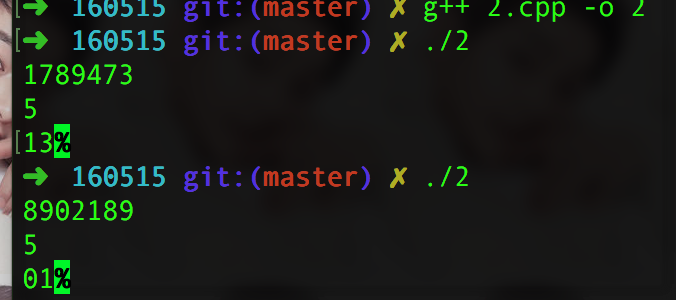 [➜ 160515 git:(master) ✗ g++ 2.cpp -o 2
[➜ 160515 git:(master) ✗ ./2
1789473
5
[13%
➜ 160515 git:(master) ✗ ./2
8902189
5
01%